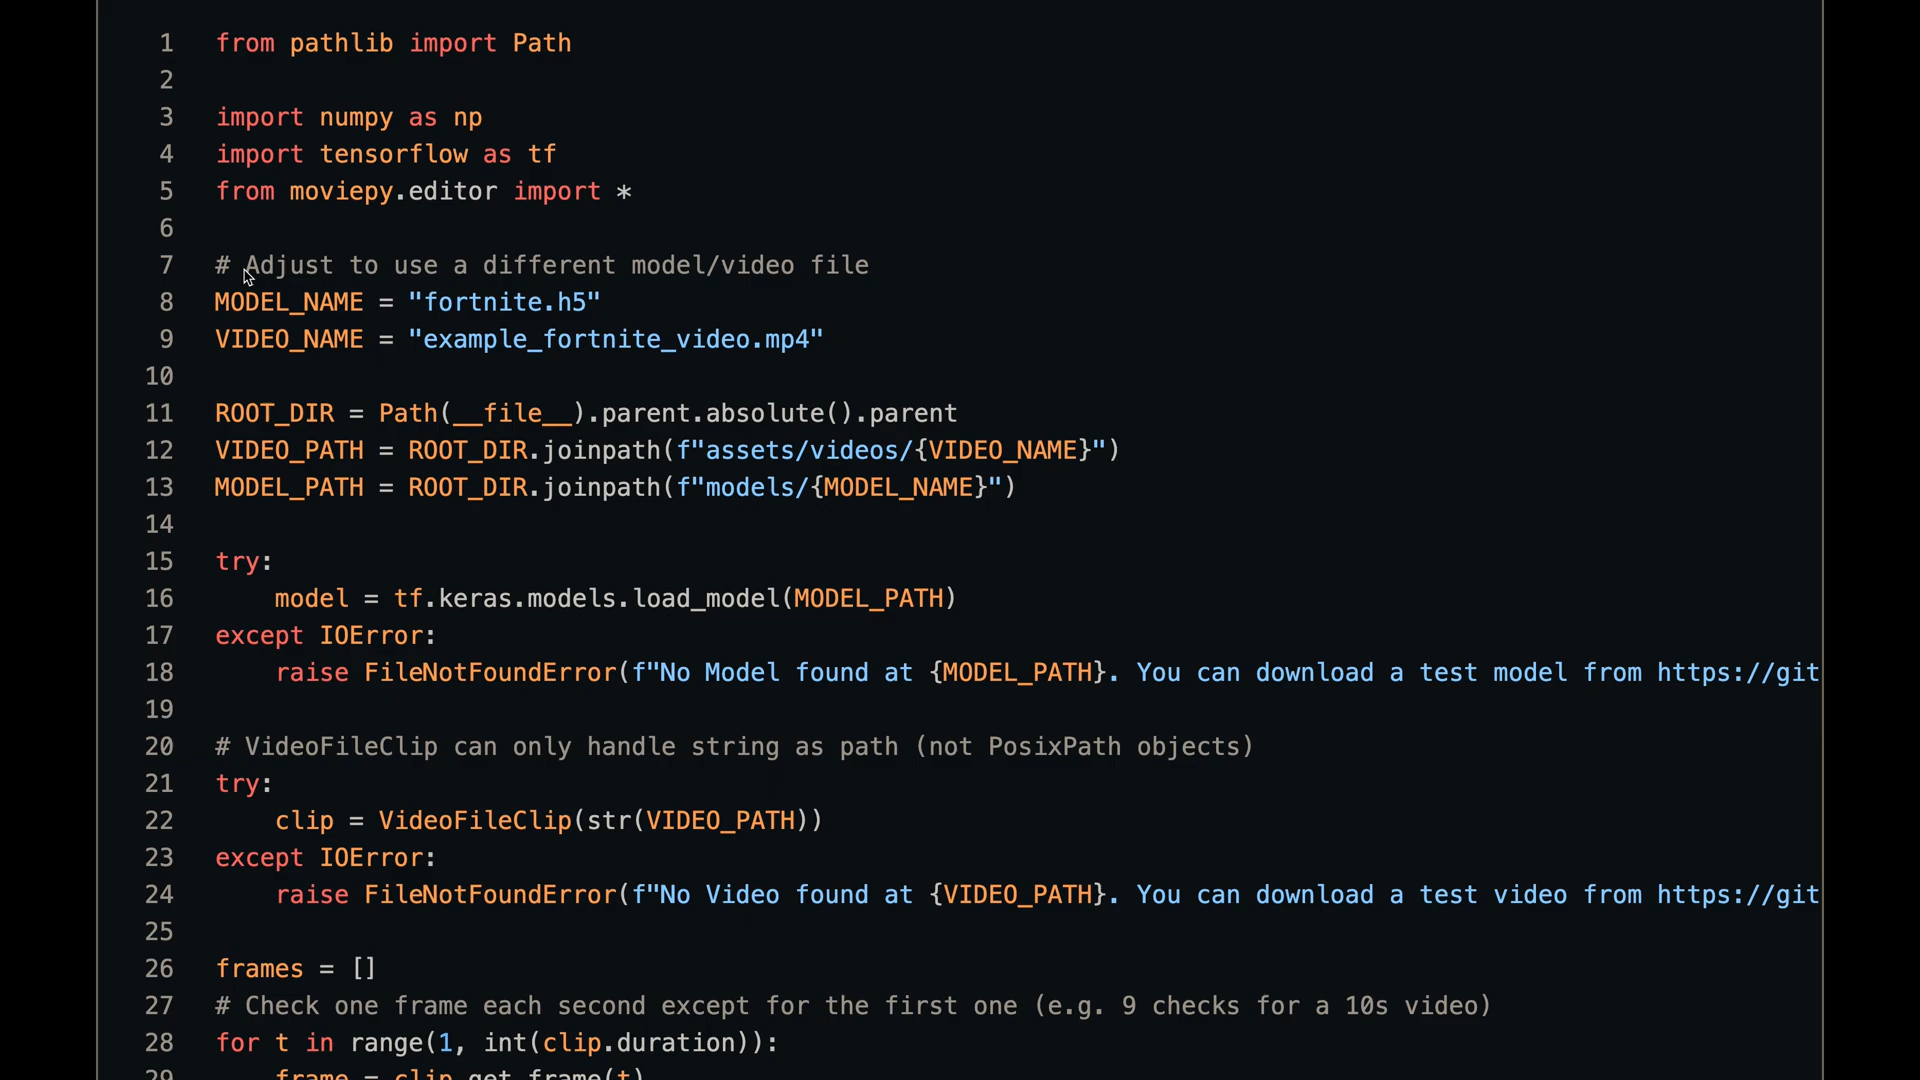 1 from pathlib import Path
2
3 import numpy as np
4 import tensorflow as tf
5 from moviepy.editor import *
6
7 # Adjust to use a different model/video file
8 MODEL_NAME = "fortnite.h5"
9 VIDEO_NAME = "example_fortnite_video.mp4"
10
11 ROOT_DIR = Path(__file__).parent.absolute().parent
12 VIDEO_PATH = ROOT_DIR.joinpath(f"assets/videos/{VIDEO_NAME}")
13 MODEL_PATH = ROOT_DIR.joinpath(f"models/{MODEL_NAME}")
14
15 try:
16     model = tf.keras.models.load_model(MODEL_PATH)
17 except IOError:
18     raise FileNotFoundError(f"No Model found at {MODEL_PATH}. You can download a test model from https://git
19
20 # VideoFileClip can only handle string as path (not PosixPath objects)
21 try:
22     clip = VideoFileClip(str(VIDEO_PATH))
23 except IOError:
24     raise FileNotFoundError(f"No Video found at {VIDEO_PATH}. You can download a test video from https://git
25
26 frames = []
27 # Check one frame each second except for the first one (e.g. 9 checks for a 10s video)
28 for t in range(1, int(clip.duration)):
29     frame = clip.get_frame(t)